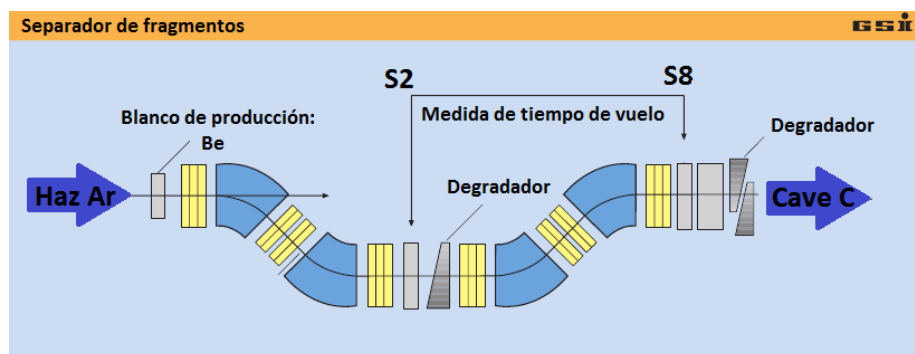 Separador de fragmentos
GSI
S2
S8
Medida de tiempo de vuelo
Blanco de producción:
Be
Degradador
Degradador
Haz Ar
Cave C